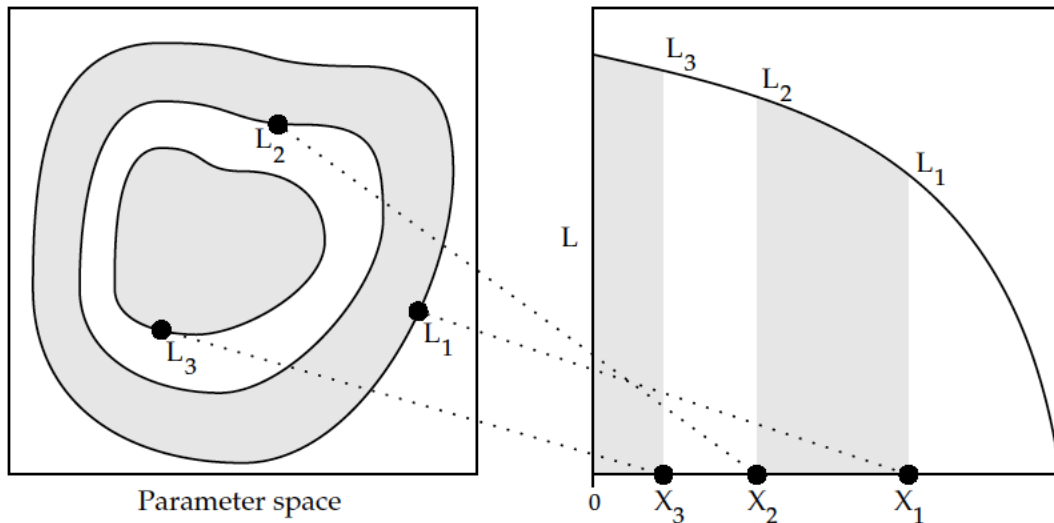 L₂
L₃
L₁
Parameter space
L₃
L₂
L₁
L
0
X₃
X₂
X₁